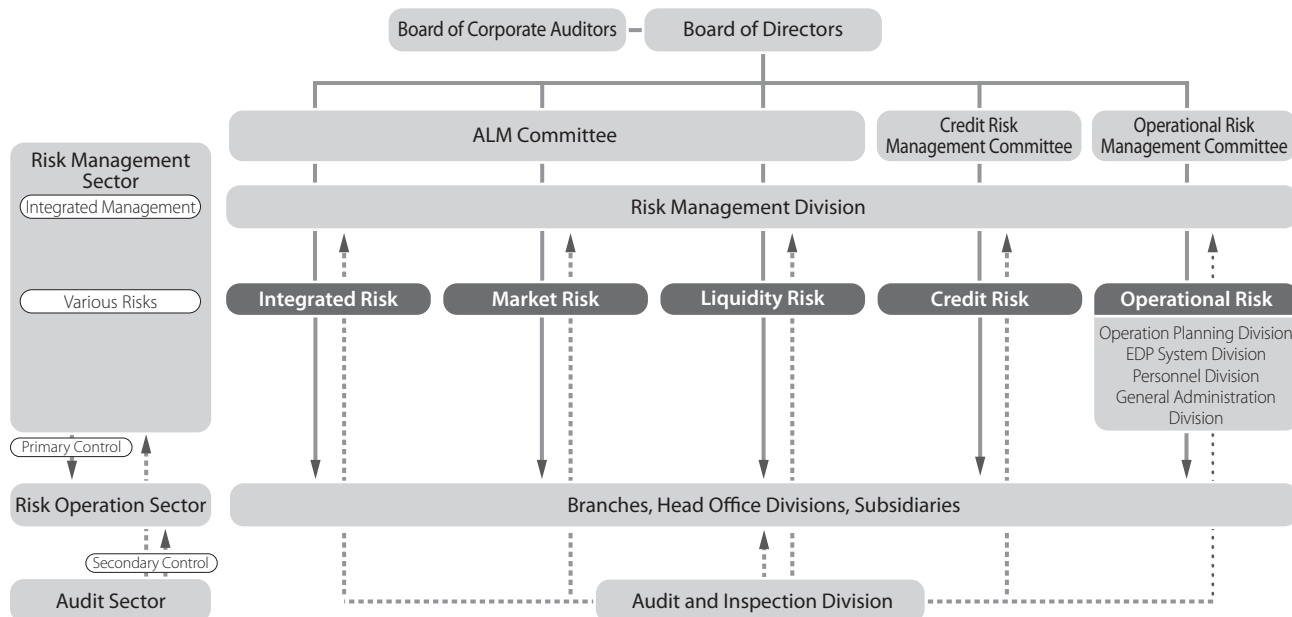 Board of Corporate Auditors
Board of Directors
ALM Committee
Credit Risk
Management Committee
Operational Risk
Management Committee
Risk Management
Sector
Integrated Management
Risk Management Division
Various Risks
Integrated Risk
Market Risk
Liquidity Risk
Credit Risk
Operational Risk
Operation Planning Division
EDP System Division
Personnel Division
General Administration
Division
Primary Control
Risk Operation Sector
Branches, Head Office Divisions, Subsidiaries
Secondary Control
Audit Sector
Audit and Inspection Division